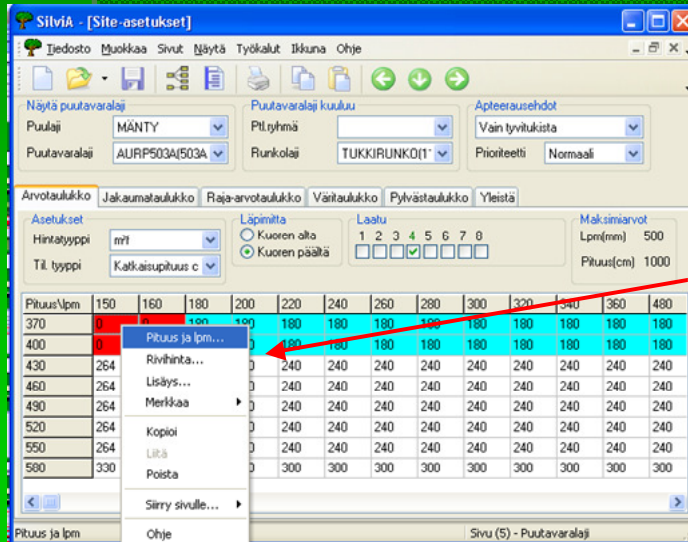 SilviA - [Site-asetukset]
Tiedosto Muokkaa Sivut Näytä Työkalut Ikkuna Ohje
Näytä puutavaralaji Puutavaralaji kuuluu Apteerausehdot
Puulaji MÄNTY Ptl.ryhmä Vain tyvitukista
Puutavaralaji AURP503A(503A Runkolaji TUKKIRUNKO(1 Prioriteetti Normaali
Arvotaulukko Jakaumataulukko Raja-arvotaulukko Väritaulukko Pylvästaulukko Yleistä
Asetukset Läpimitta Laatu Maksimiarvot
Hintatyyppi m³f Kuoren alta 1 2 3 4 5 6 7 8 Lpm(mm) 500
Til. tyyppi Katkaisupituus c Kuoren päältä Pituus(cm) 1000
Pituus\lpm 150 160 180 200 220 240 260 280 300 320 340 360 480
370 0 0 180 180 180 180 180 180 180 180 180 180 180
400 0 180 180 180 180 180 180 180 180 180
430 264 240 240 240 240 240 240 240 240 240
460 264 240 240 240 240 240 240 240 240 240
490 264 240 240 240 240 240 240 240 240 240
520 264 240 240 240 240 240 240 240 240 240
550 264 240 240 240 240 240 240 240 240 240
580 330 300 300 300 300 300 300 300 300 300
Pituus ja lpm...
Rivihinta...
Lisäys...
Merkkaa
Kopioi
Liitä
Poista
Siirry sivulle...
Ohje
Pituus ja lpm Sivu (5) - Puutavaralaji